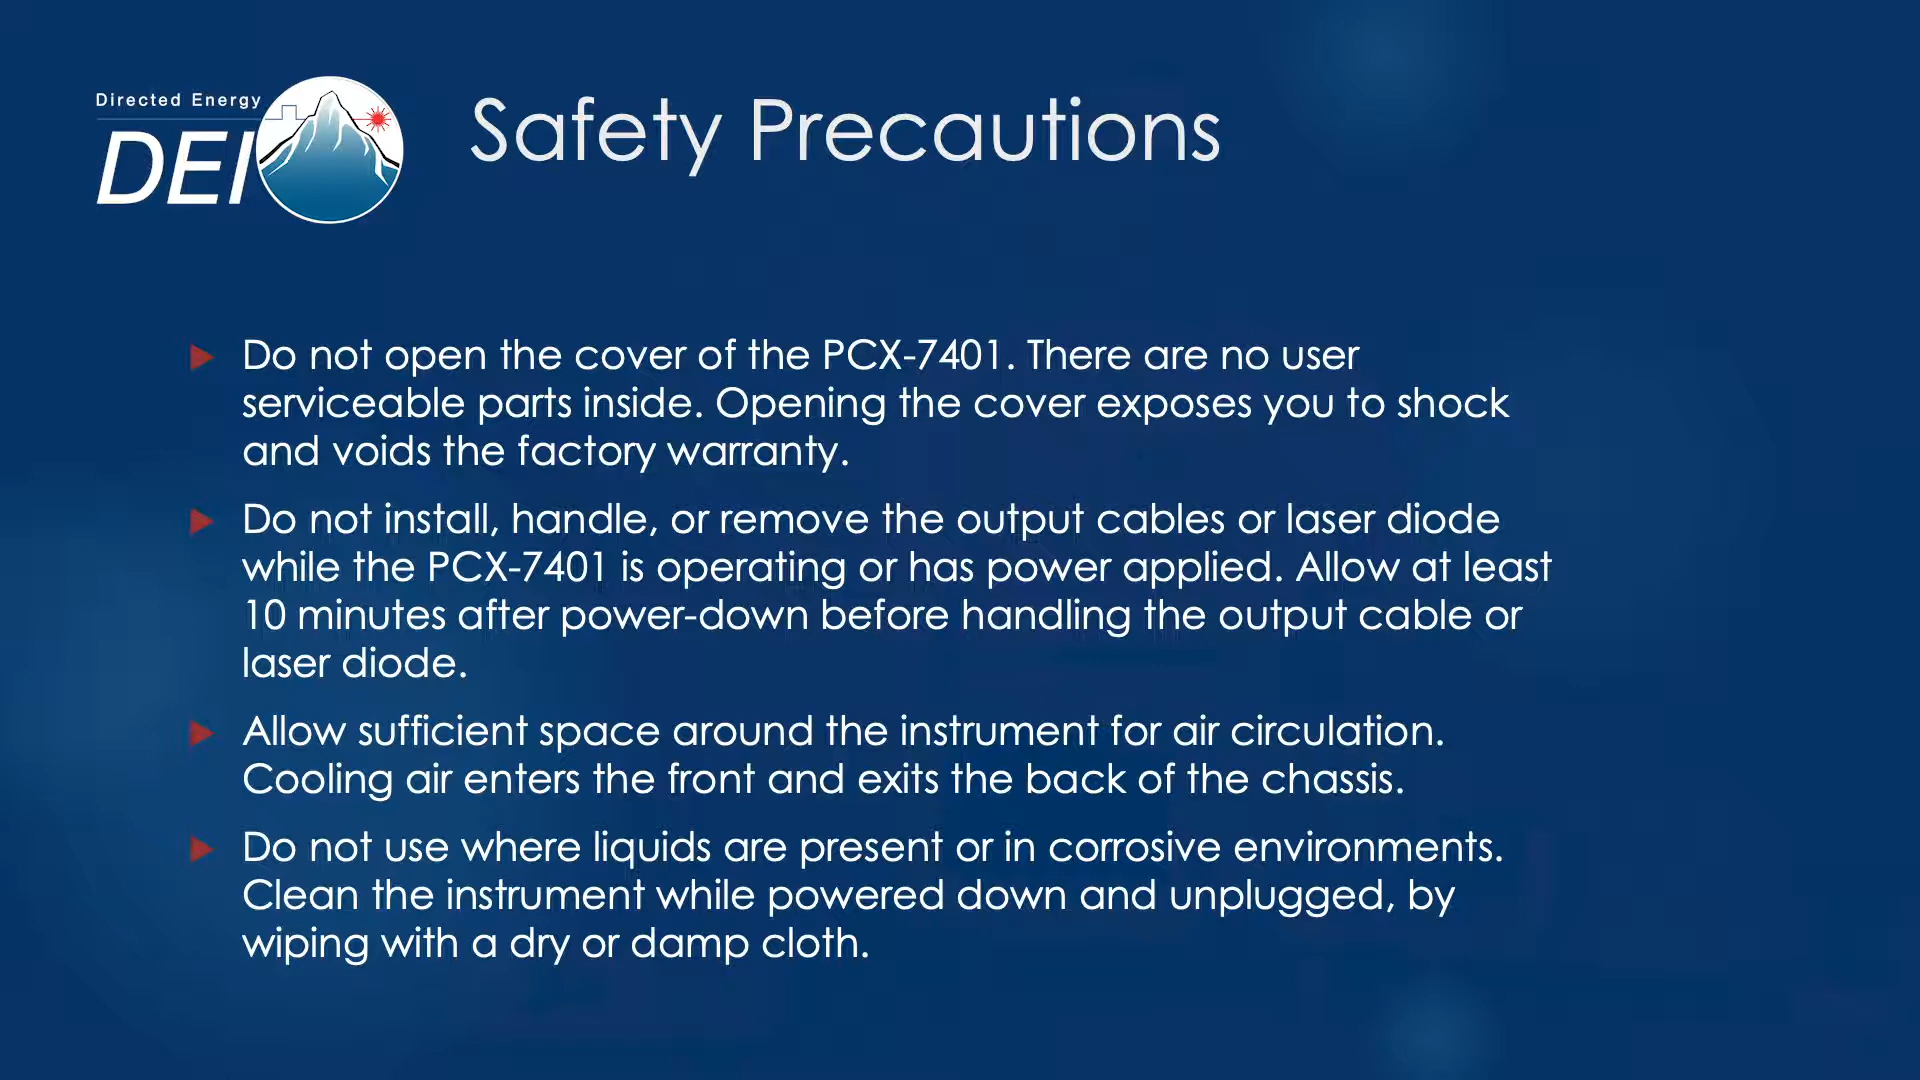 Directed Energy
DEI
Safety Precautions
Do not open the cover of the PCX-7401. There are no user
serviceable parts inside. Opening the cover exposes you to shock
and voids the factory warranty.
Do not install, handle, or remove the output cables or laser diode
while the PCX-7401 is operating or has power applied. Allow at least
10 minutes after power-down before handling the output cable or
laser diode.
Allow sufficient space around the instrument for air circulation.
Cooling air enters the front and exits the back of the chassis.
Do not use where liquids are present or in corrosive environments.
Clean the instrument while powered down and unplugged, by
wiping with a dry or damp cloth.